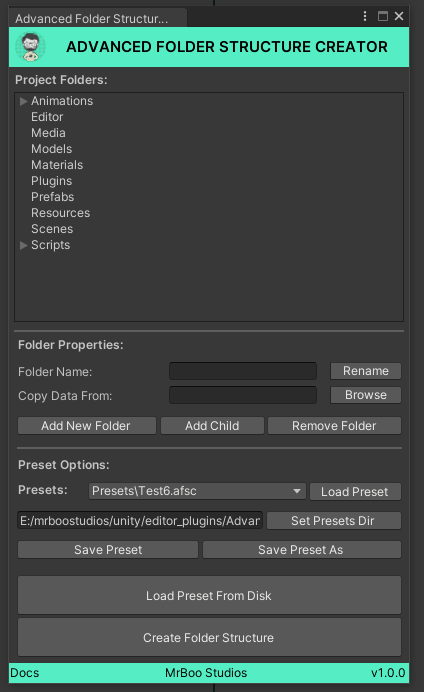 Advanced Folder Structur...
ADVANCED FOLDER STRUCTURE CREATOR
Project Folders:
Animations
Editor
Media
Models
Materials
Plugins
Prefabs
Resources
Scenes
Scripts
Folder Properties:
Folder Name: Rename
Copy Data From: Browse
Add New Folder Add Child Remove Folder
Preset Options:
Presets: Presets\Test6.afsc Load Preset
E:/mrboostudios/unity/editor_plugins/Advan Set Presets Dir
Save Preset Save Preset As
Load Preset From Disk
Create Folder Structure
Docs MrBoo Studios v1.0.0